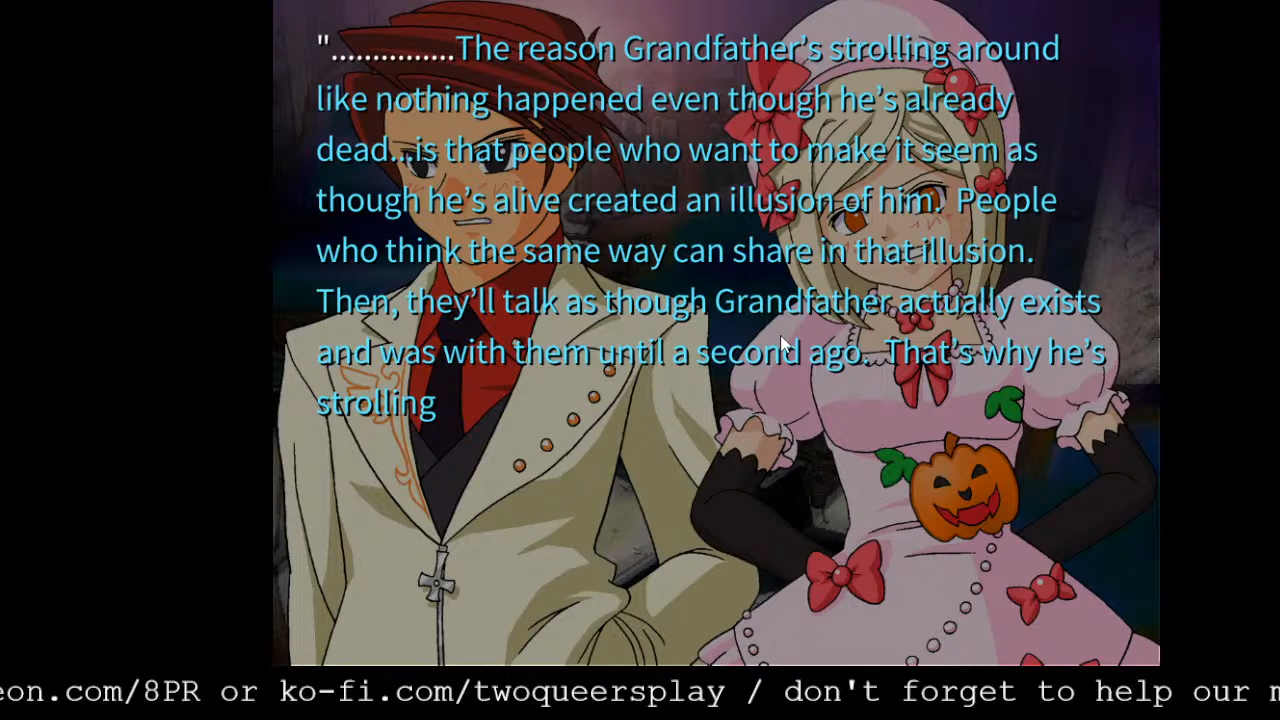 "...............The reason Grandfather’s strolling around
like nothing happened even though he’s already
dead...is that people who want to make it seem as
though he’s alive created an illusion of him.  People
who think the same way can share in that illusion.
Then, they’ll talk as though Grandfather actually exists
and was with them until a second ago.  That’s why he’s
strolling
eon.com/8PR or ko-fi.com/twoqueersplay / don't forget to help our m